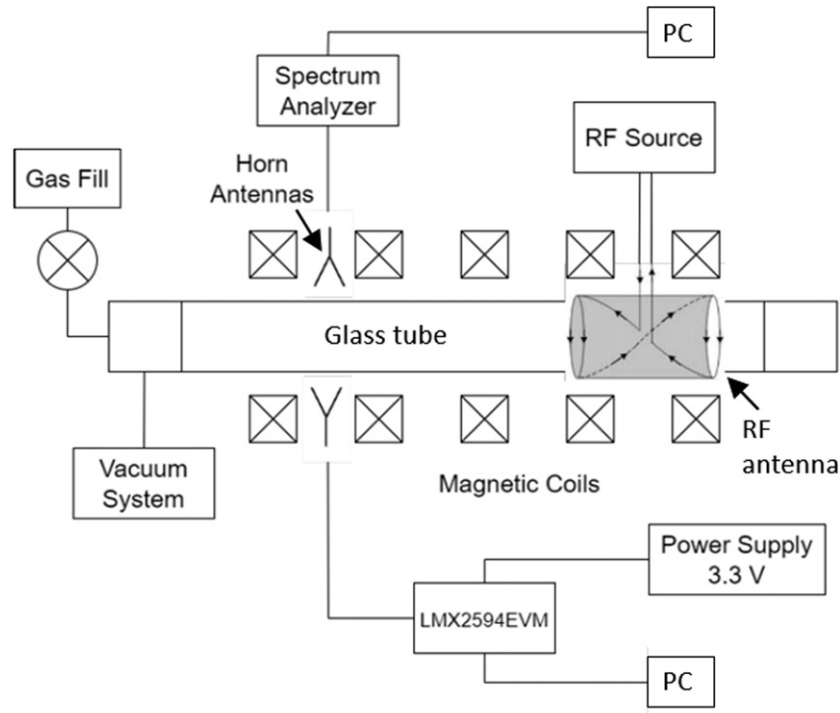 PC
Spectrum
Analyzer
RF Source
Horn
Antennas
Gas Fill
Glass tube
RF
antenna
Vacuum
System
Magnetic Coils
Power Supply
3.3 V
LMX2594EVM
PC